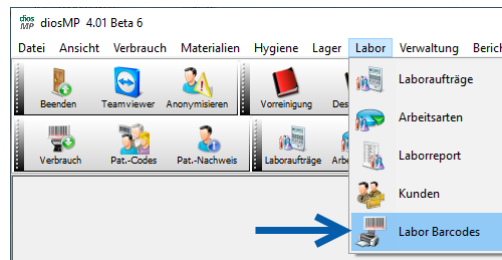 dios MP diosMP 4.01 Beta 6
Datei Ansicht Verbrauch Materialien Hygiene Lager Labor Verwaltung
Beenden Teamviewer Anonymisieren Vorreinigung
Verbrauch Pat.-Codes Pat.-Nachweis Laboraufträge
Laboraufträge
Arbeitsarten
Laborreport
Kunden
Labor Barcodes